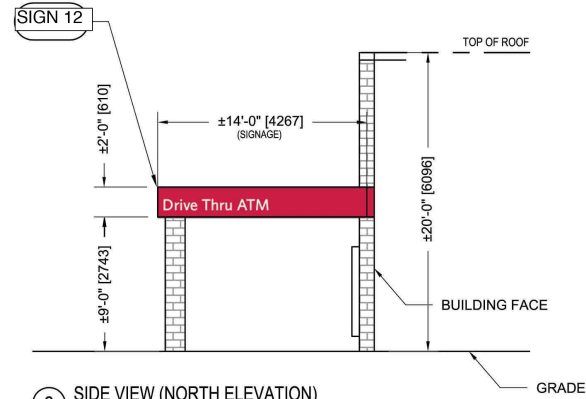 SIGN 12
TOP OF ROOF
±2'-0" [610]
±14'-0" [4267]
(SIGNAGE)
±20'-0" [6096]
Drive Thru ATM
±9'-0" [2743]
BUILDING FACE
GRADE
SIDE VIEW (NORTH ELEVATION)